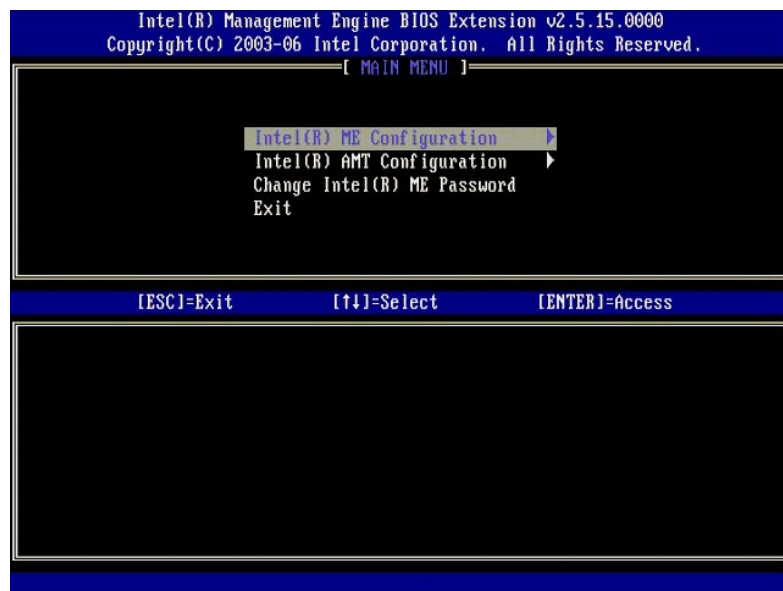 Intel(R) Management Engine BIOS Extension v2.5.15.0000
Copyright(C) 2003-06 Intel Corporation. All Rights Reserved.
[ MAIN MENU ]
Intel(R) ME Configuration ►
Intel(R) AMT Configuration ►
Change Intel(R) ME Password
Exit
[ESC]=Exit [↑↓]=Select [ENTER]=Access